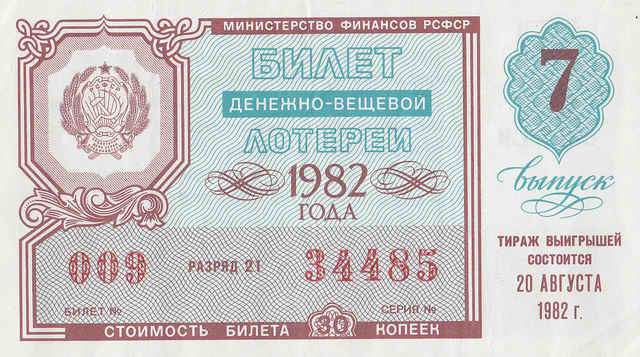 МИНИСТЕРСТВО ФИНАНСОВ РСФСР
РСФСР
БИЛЕТ
ДЕНЕЖНО-ВЕЩЕВОЙ
ЛОТЕРЕИ
1982
ГОДА
009 РАЗРЯД 21 34485
БИЛЕТ № СЕРИЯ №
СТОИМОСТЬ БИЛЕТА 30 КОПЕЕК
7
выпуск
ТИРАЖ ВЫИГРЫШЕЙ
СОСТОИТСЯ
20 АВГУСТА
1982 г.